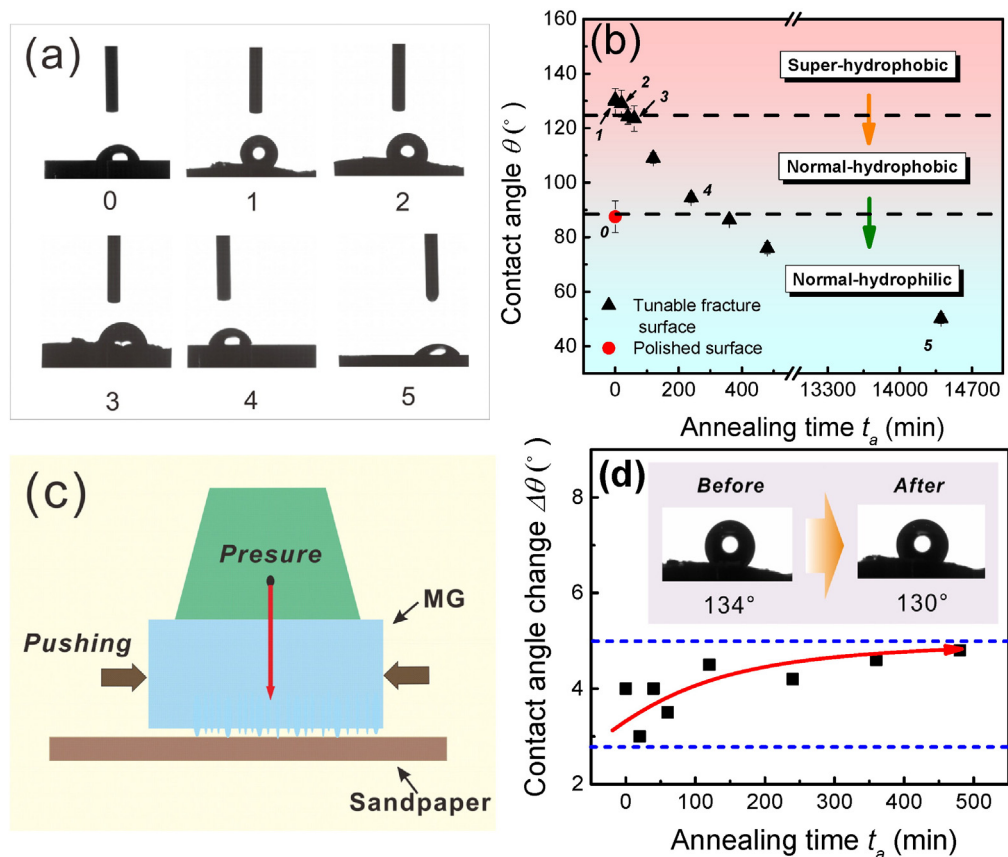 (a)
0
1
2
3
4
5
(b)
160
140
120
100
80
60
40
Contact angle θ(°)
Super-hydrophobic
Normal-hydrophobic
Normal-hydrophilic
1
2
3
4
0
5
Tunable fracture
surface
Polished surface
0
200
400
13300
14000
14700
Annealing time ta (min)
(c)
Presure
MG
Pushing
Sandpaper
(d)
8
6
4
2
Contact angle change Δθ(°)
Before
After
134°
130°
0
100
200
300
400
500
Annealing time ta (min)